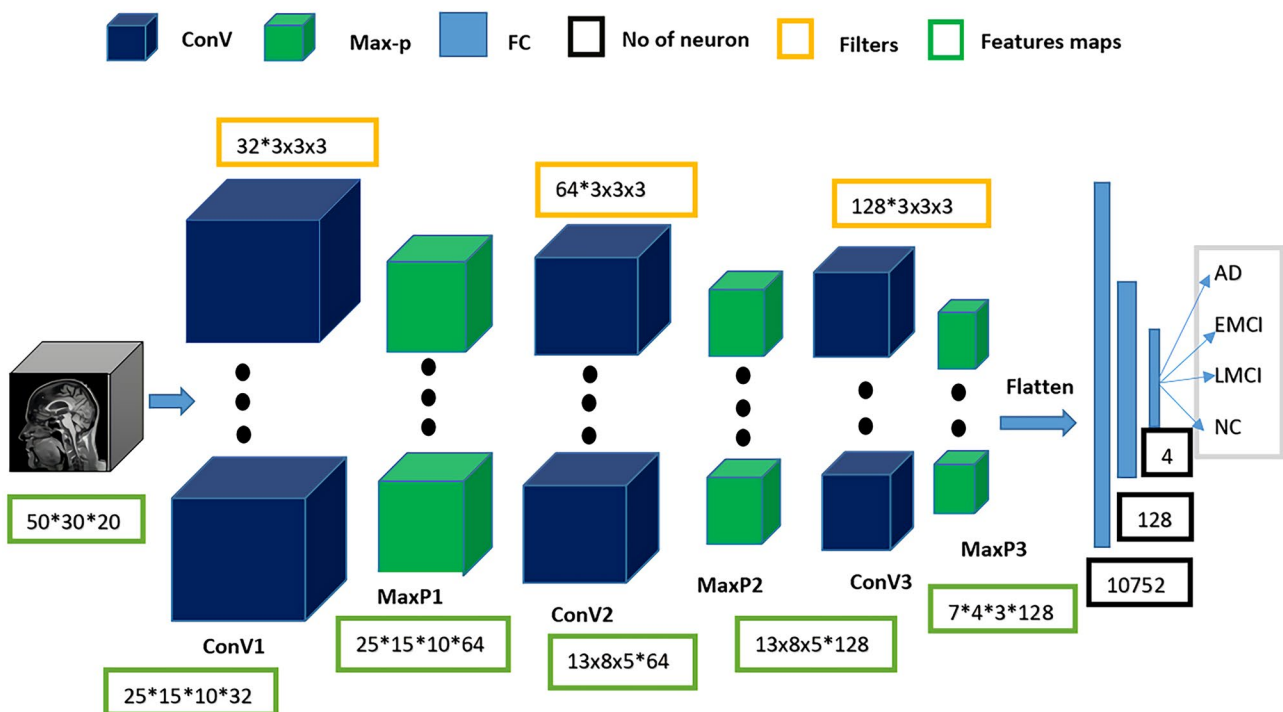 ConV
Max-p
FC
No of neuron
Filters
Features maps
32*3x3x3
64*3x3x3
128*3x3x3
AD
EMCI
LMCI
NC
Flatten
4
50*30*20
128
MaxP3
MaxP2
ConV3
10752
MaxP1
ConV2
7*4*3*128
ConV1
25*15*10*64
13x8x5*64
13x8x5*128
25*15*10*32